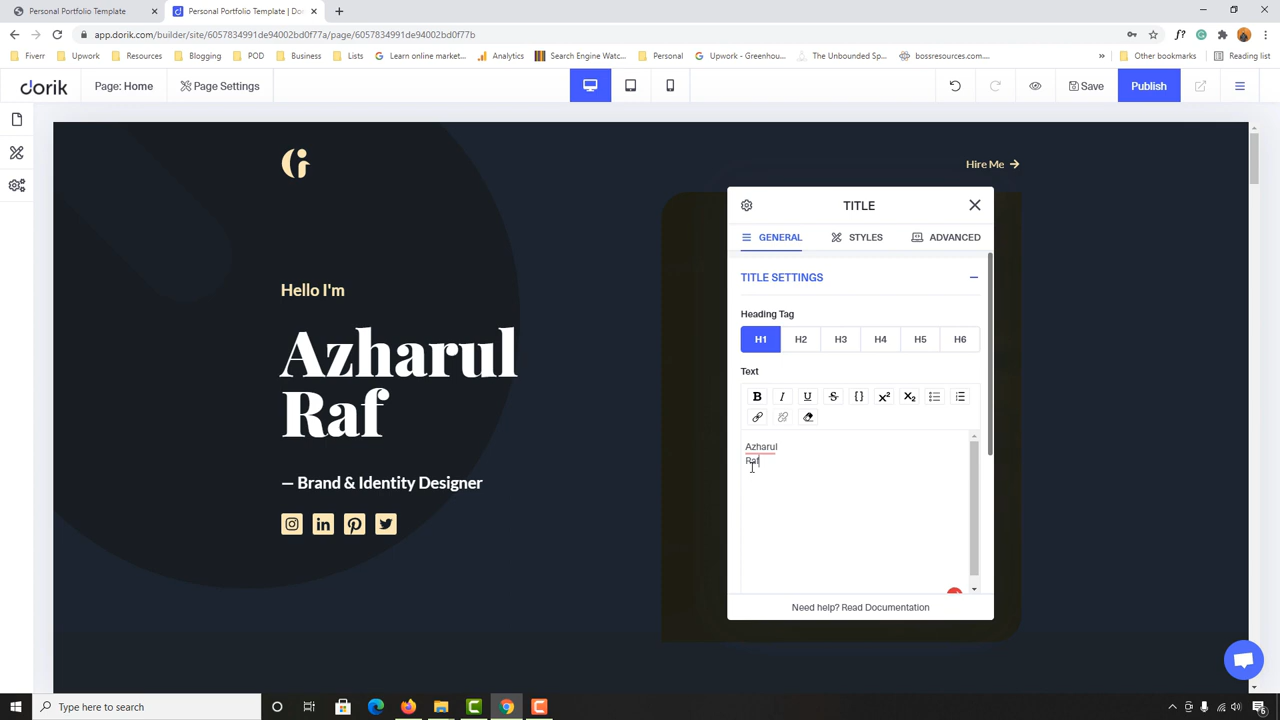 Personal Portfolio Template
Personal Portfolio Template | Do
app.dorik.com/builder/site/6057834991de94002bd0f77a/page/6057834991de94002bd0f77b
Fiverr
Upwork
Resources
Blogging
POD
Business
Lists
Learn online market...
Analytics
Search Engine Watc...
Personal
Upwork - Greenhou...
The Unbounded Sp...
bossresources.com...
»
Other bookmarks
Reading list
dorik
Page: Home
Page Settings
Save
Publish
Hire Me
Hello I'm
Azharul
Raf
— Brand & Identity Designer
TITLE
GENERAL
STYLES
ADVANCED
TITLE SETTINGS
Heading Tag
H1
H2
H3
H4
H5
H6
Text
B
I
U
S
{ }
X²
X₂
Azharul
Raf
Need help? Read Documentation
Type here to search